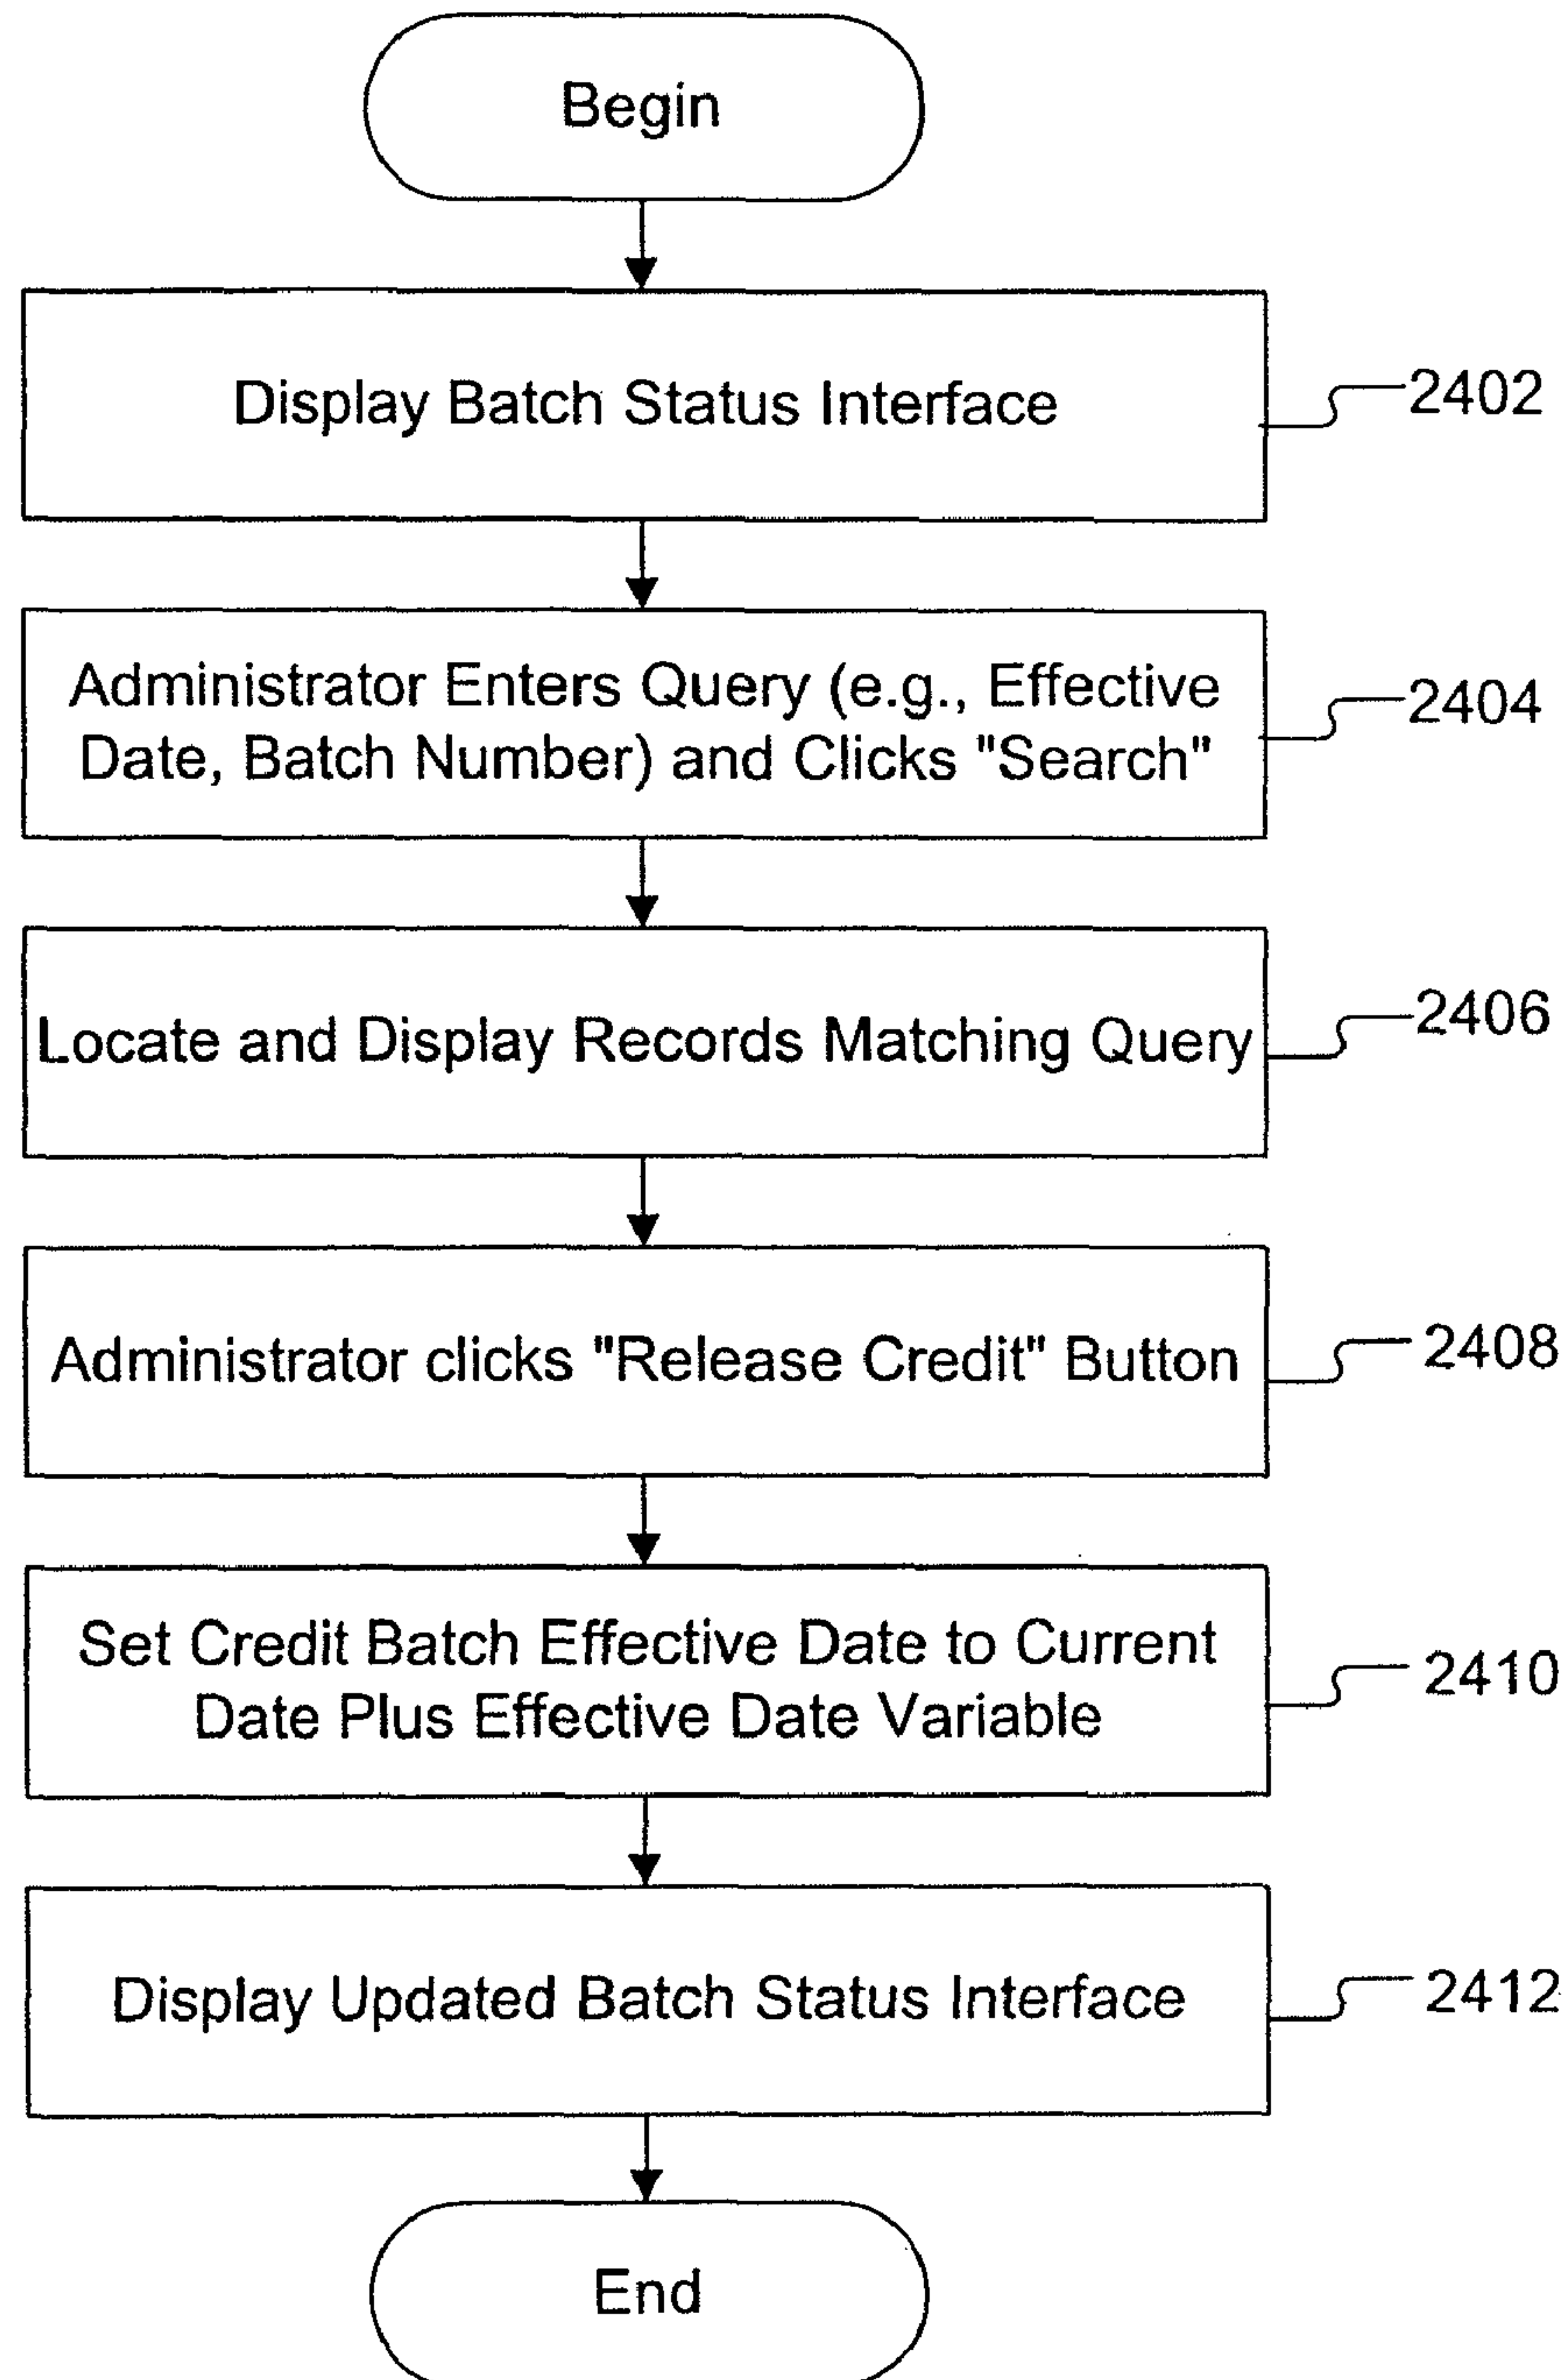 Begin
Display Batch Status Interface
2402
Administrator Enters Query (e.g., Effective
Date, Batch Number) and Clicks "Search"
2404
Locate and Display Records Matching Query
2406
Administrator clicks "Release Credit" Button
2408
Set Credit Batch Effective Date to Current
Date Plus Effective Date Variable
2410
Display Updated Batch Status Interface
2412
End